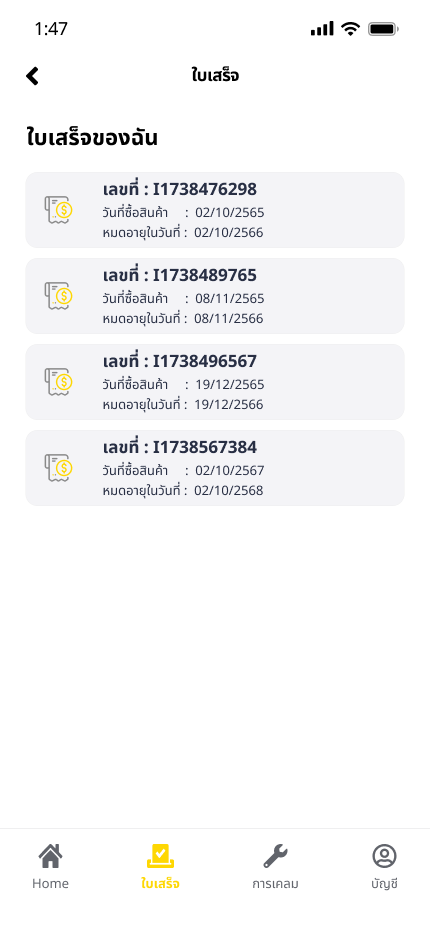 1:47
ใบเสร็จ
ใบเสร็จของฉัน
เลขที่ : I1738476298
วันที่ซื้อสินค้า : 02/10/2565
หมดอายุในวันที่ : 02/10/2566
เลขที่ : I1738489765
วันที่ซื้อสินค้า : 08/11/2565
หมดอายุในวันที่ : 08/11/2566
เลขที่ : I1738496567
วันที่ซื้อสินค้า : 19/12/2565
หมดอายุในวันที่ : 19/12/2566
เลขที่ : I1738567384
วันที่ซื้อสินค้า : 02/10/2567
หมดอายุในวันที่ : 02/10/2568
Home ใบเสร็จ การเคลม บัญชี